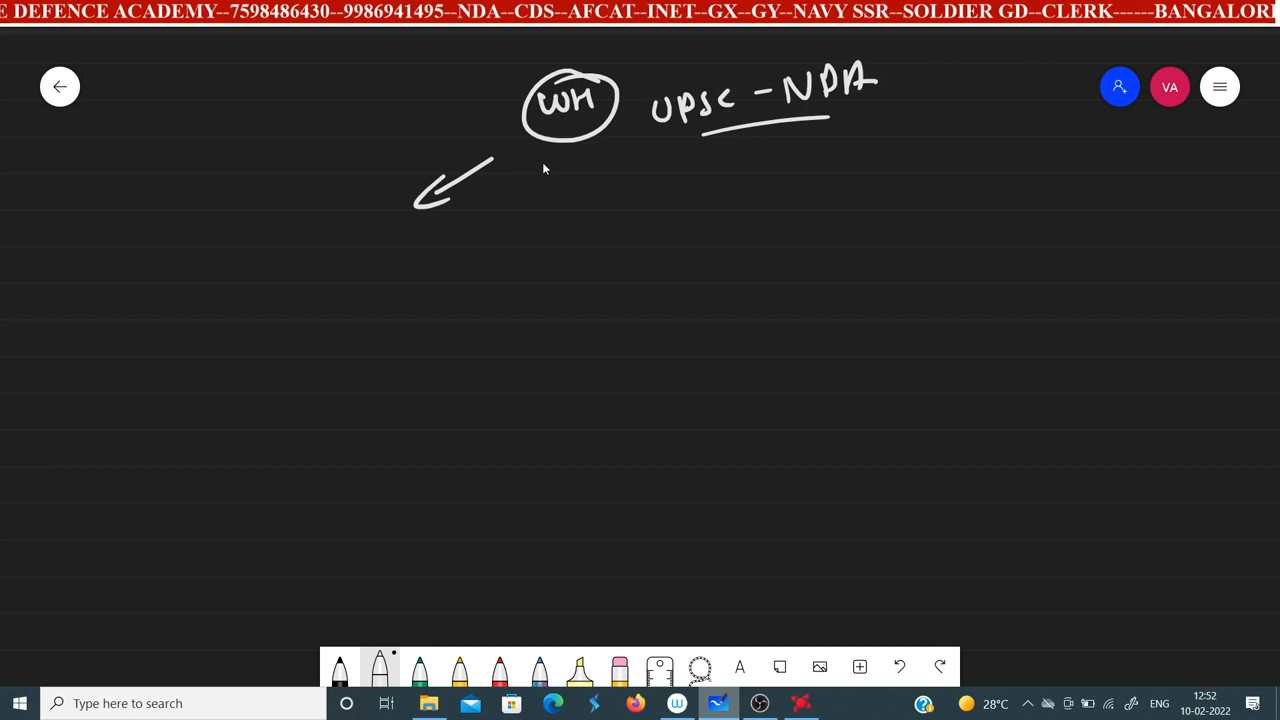 E DEFENCE ACADEMY--7598486430--9986941495--NDA--CDS--AFCAT--INET--GX--GY--NAVY SSR--SOLDIER GD--CLERK------BANGALORE
WH UPSC - NDA
VA
A
Type here to search
28°C
ENG
12:52
10-02-2022